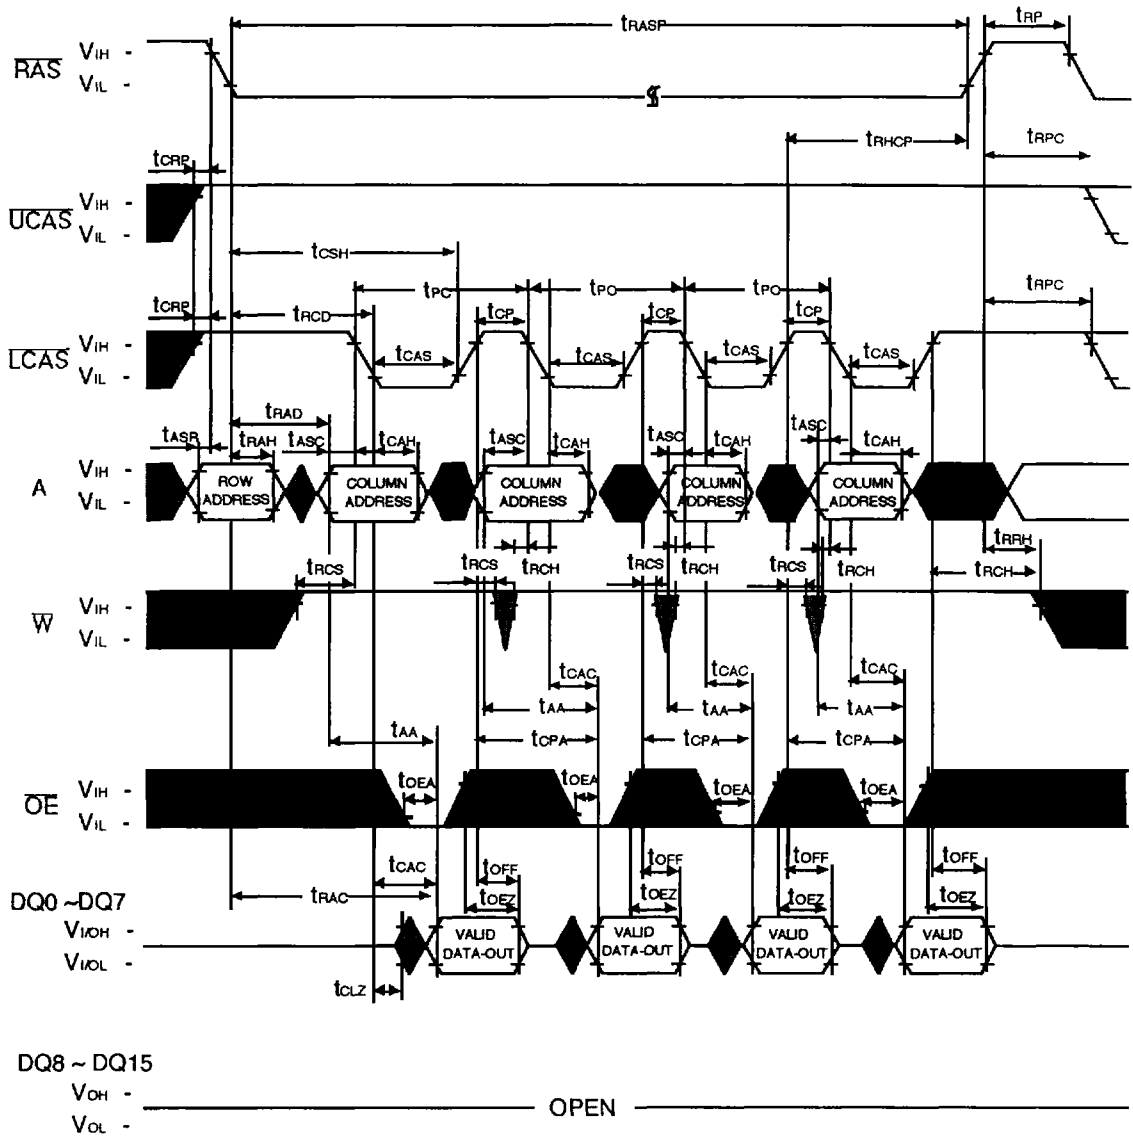 tRASP tRP
RAS VIH -
VIL -
tRHCP tRPC
tCRP
UCAS VIH -
VIL -
tCSH
tPC tPC tPC
tCRP tRCD tCP tCP tCP tRPC
LCAS VIH -
VIL -
tCAS tCAS tCAS tCAS
tRAD
tASR tRAH tASC tCAH tASC tCAH tASC tCAH tASC tCAH
A VIH -
VIL -
ROW ADDRESS
COLUMN ADDRESS
COLUMN ADDRESS
COLUMN ADDRESS
COLUMN ADDRESS
tRRH
tRCS tRCS tRCH tRCS tRCH tRCS tRCH tRCH
W VIH -
VIL -
tCAC tCAC tCAC
tAA tAA tAA
tAA tCPA tCPA tCPA
OE VIH -
VIL -
tOEA tOEA tOEA tOEA
tCAC tOFF tOFF tOFF tOFF
tRAC tOEZ tOEZ tOEZ tOEZ
DQ0 ~DQ7
VI/OH -
VI/OL -
VALID DATA-OUT
VALID DATA-OUT
VALID DATA-OUT
VALID DATA-OUT
tCLZ
DQ8 ~ DQ15
VOH -
OPEN
VOL -